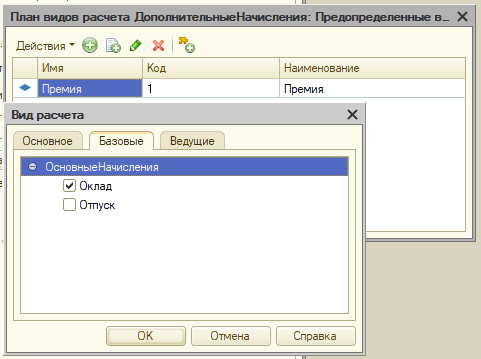 План видов расчета ДополнительныеНачисления: Предопределенные в...
Действия
Имя Код Наименование
Премия 1 Премия
Вид расчета
Основное Базовые Ведущие
ОсновныеНачисления
Оклад
Отпуск
OK Отмена Справка